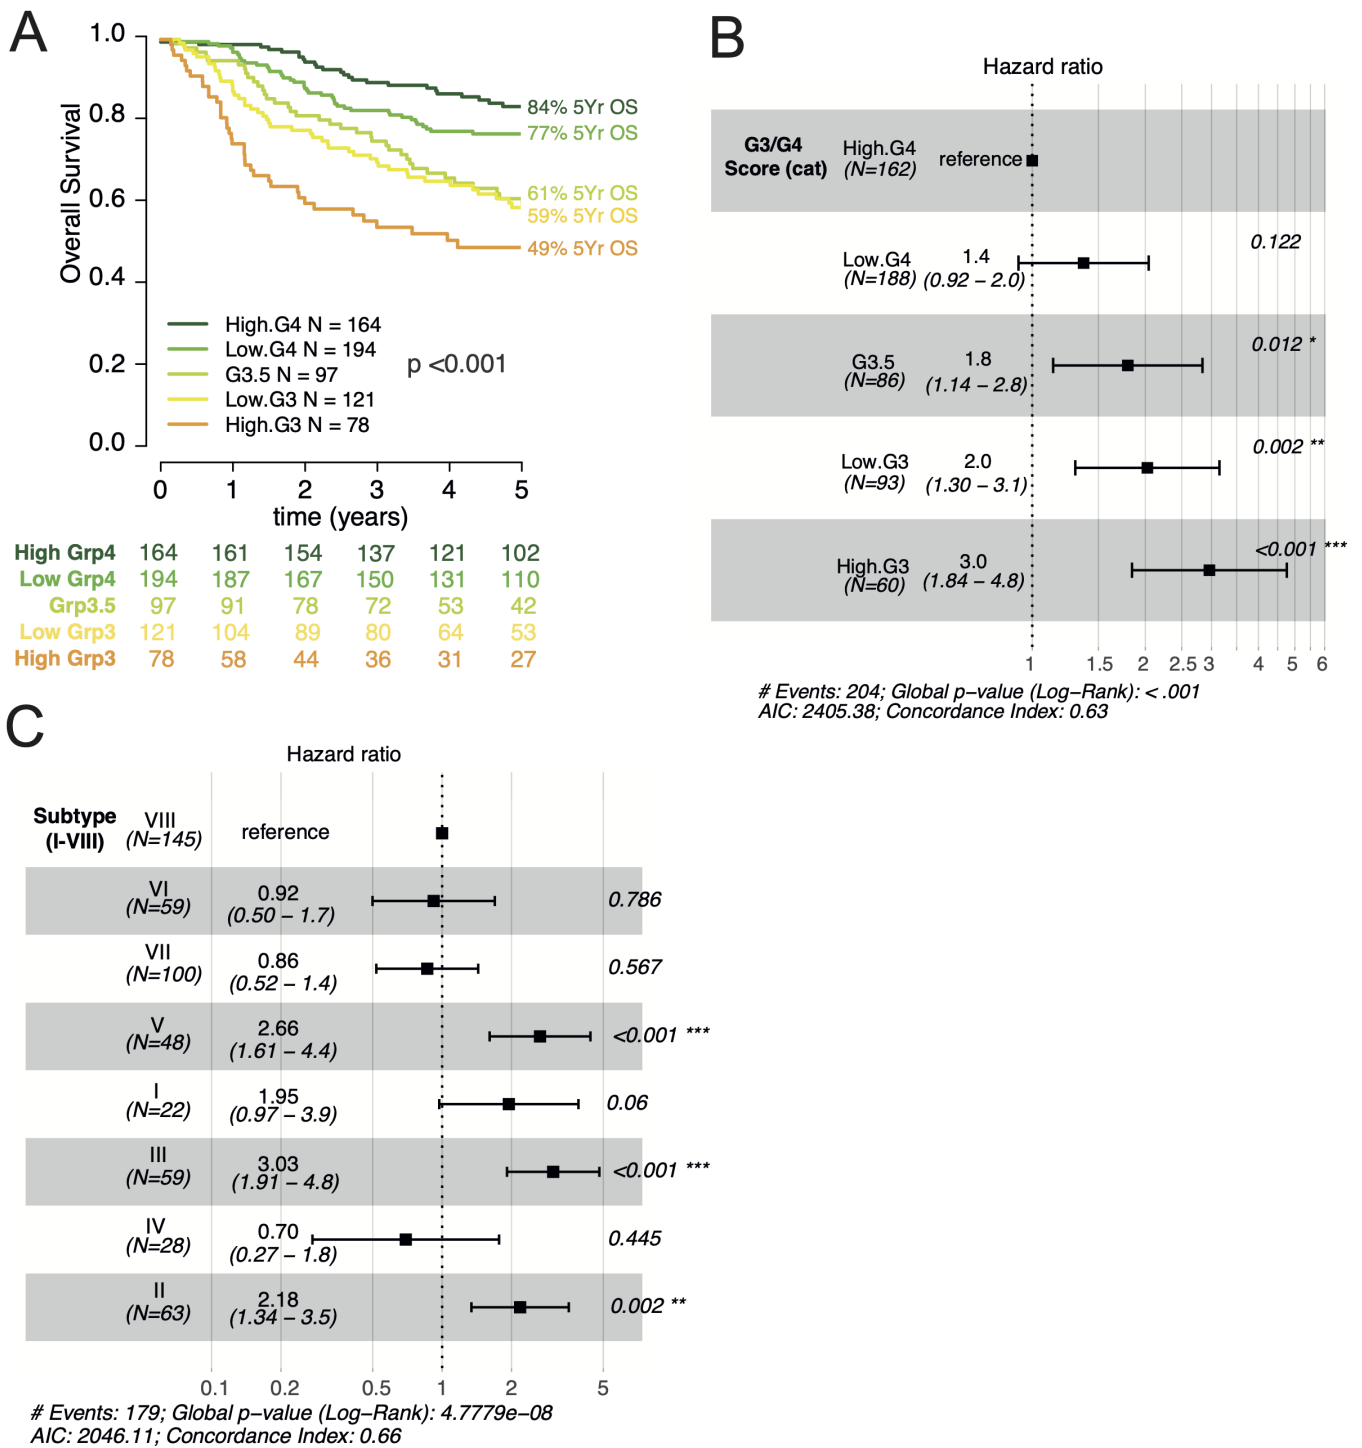 A
1.0
0.8
0.6
0.4
0.2
0.0
Overall Survival
84% 5Yr OS
77% 5Yr OS
61% 5Yr OS
59% 5Yr OS
49% 5Yr OS
High.G4 N = 164
Low.G4 N = 194
G3.5 N = 97
Low.G3 N = 121
High.G3 N = 78
p <0.001
0 1 2 3 4 5
time (years)
High Grp4 164 161 154 137 121 102
Low Grp4 194 187 167 150 131 110
Grp3.5 97 91 78 72 53 42
Low Grp3 121 104 89 80 64 53
High Grp3 78 58 44 36 31 27
B
Hazard ratio
G3/G4
Score (cat)
High.G4
(N=162)
reference
Low.G4
(N=188)
1.4
(0.92 – 2.0)
0.122
G3.5
(N=86)
1.8
(1.14 – 2.8)
0.012 *
Low.G3
(N=93)
2.0
(1.30 – 3.1)
0.002 **
High.G3
(N=60)
3.0
(1.84 – 4.8)
<0.001 ***
1 1.5 2 2.5 3 4 5 6
# Events: 204; Global p–value (Log–Rank): < .001
AIC: 2405.38; Concordance Index: 0.63
C
Hazard ratio
Subtype
(I-VIII)
VIII
(N=145)
reference
VI
(N=59)
0.92
(0.50 – 1.7)
0.786
VII
(N=100)
0.86
(0.52 – 1.4)
0.567
V
(N=48)
2.66
(1.61 – 4.4)
<0.001 ***
I
(N=22)
1.95
(0.97 – 3.9)
0.06
III
(N=59)
3.03
(1.91 – 4.8)
<0.001 ***
IV
(N=28)
0.70
(0.27 – 1.8)
0.445
II
(N=63)
2.18
(1.34 – 3.5)
0.002 **
0.1 0.2 0.5 1 2 5
# Events: 179; Global p–value (Log–Rank): 4.7779e–08
AIC: 2046.11; Concordance Index: 0.66